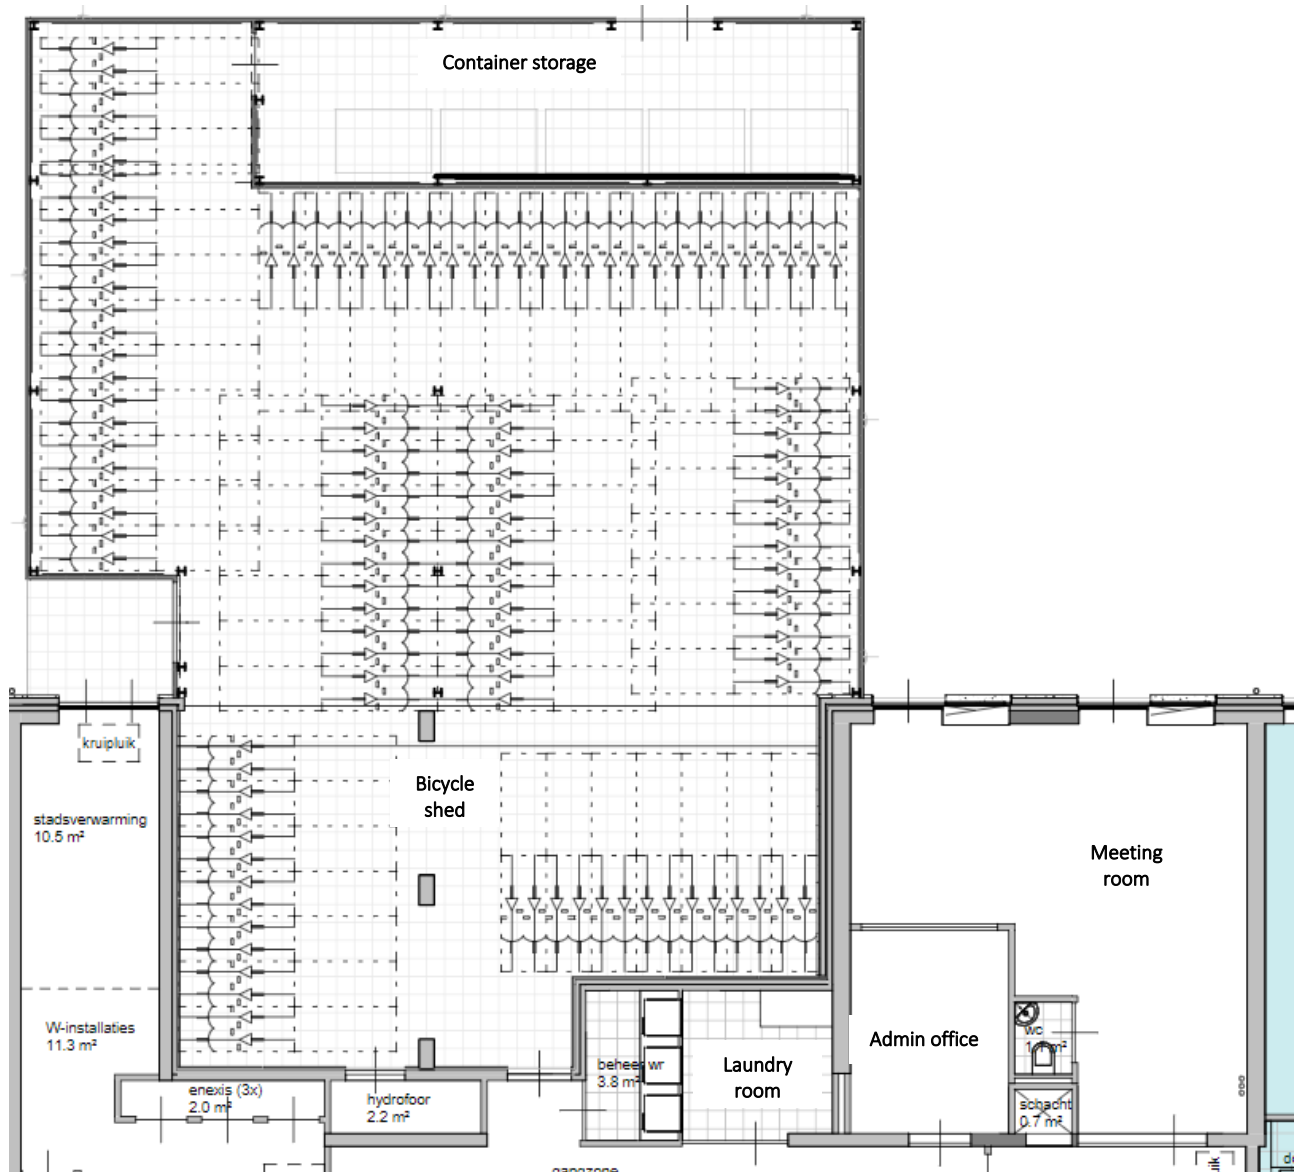 Container storage
kruipluik
Bicycle
shed
stadsverwarming
10.5 m²
Meeting
room
W-installaties
11.3 m²
Admin office
wc
beheer wr
3.8 m²
Laundry
room
enexis (3x)
2.0 m²
hydrofoor
2.2 m²
schacht
0.7 m²
gangzone